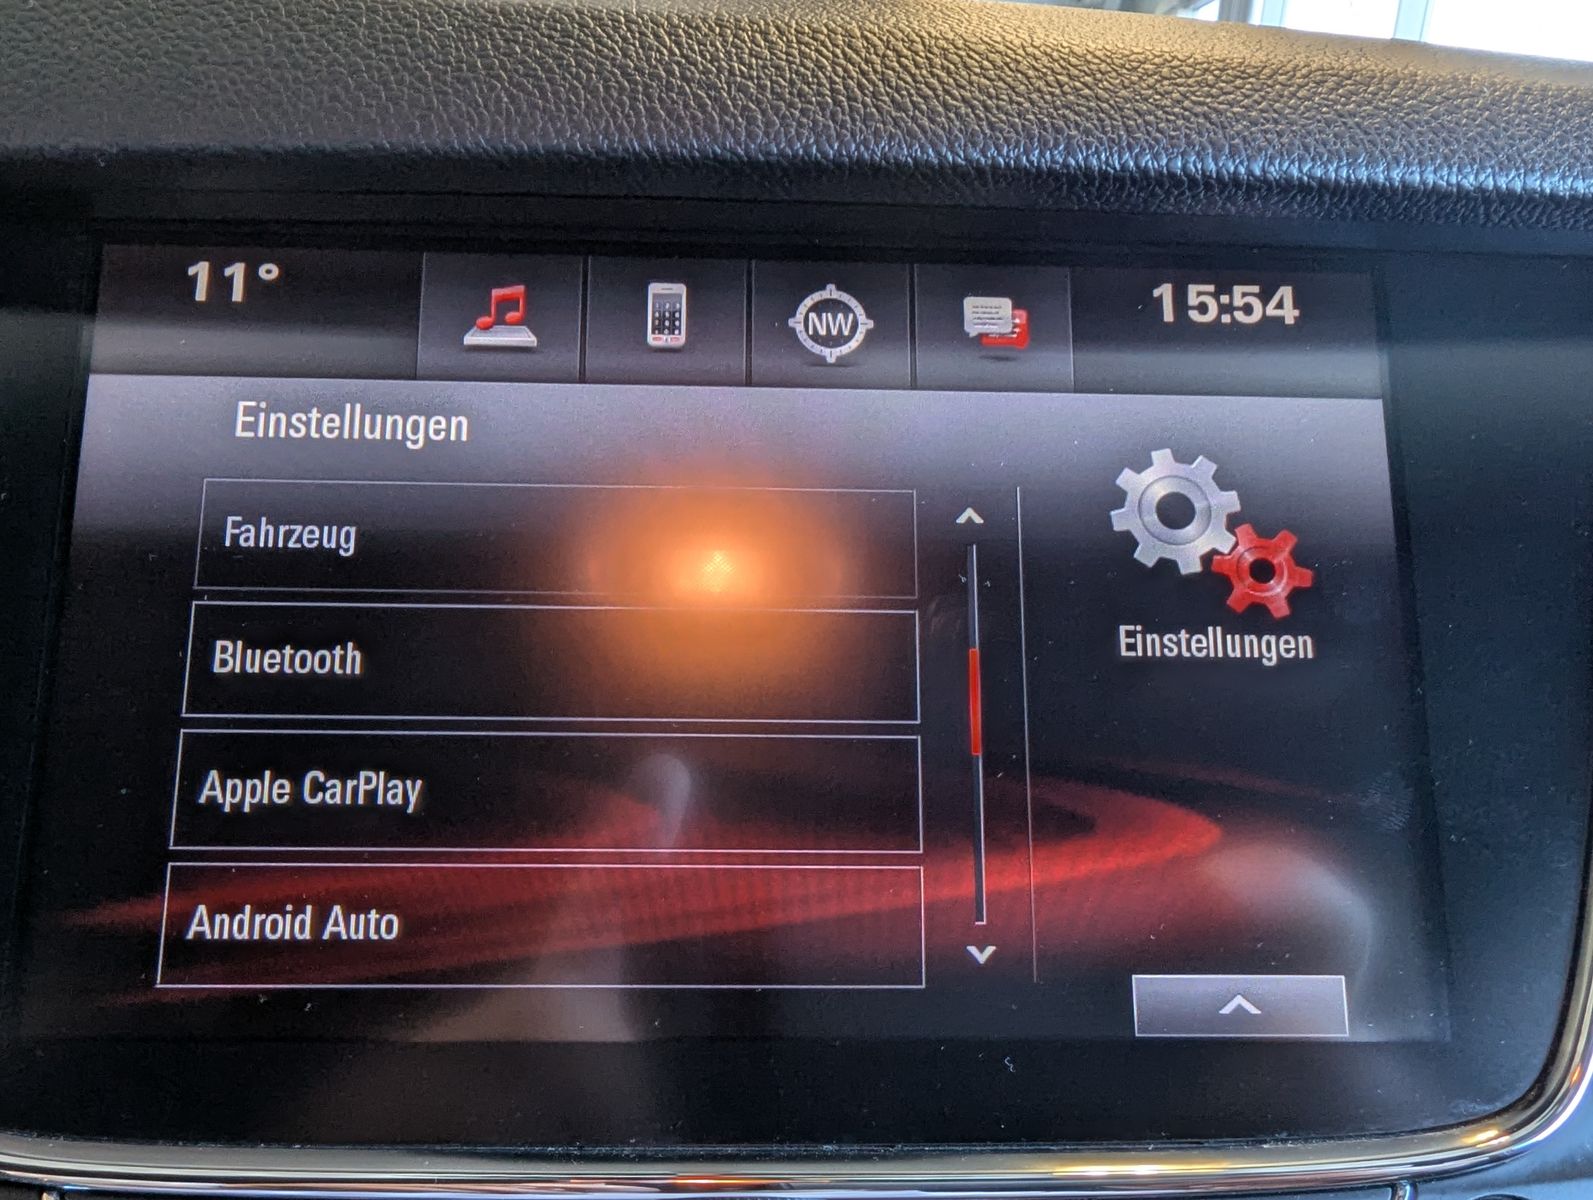 11°
NW
15:54
Einstellungen
Fahrzeug
Bluetooth
Apple CarPlay
Android Auto
Einstellungen